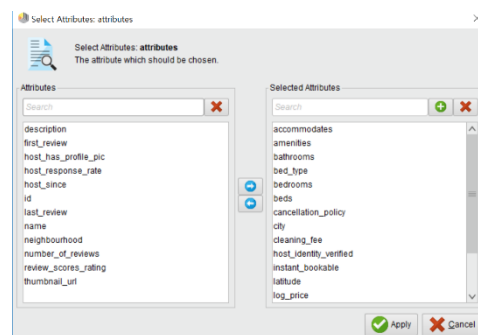 Select Attributes: attributes
Select Attributes: attributes
The attribute which should be chosen.
Attributes
Search
description
first_review
host_has_profile_pic
host_response_rate
host_since
id
last_review
name
neighbourhood
number_of_reviews
review_scores_rating
thumbnail_url
Selected Attributes
Search
accommodates
amenities
bathrooms
bed_type
bedrooms
beds
cancellation_policy
city
cleaning_fee
host_identity_verified
instant_bookable
latitude
log_price
Apply
Cancel